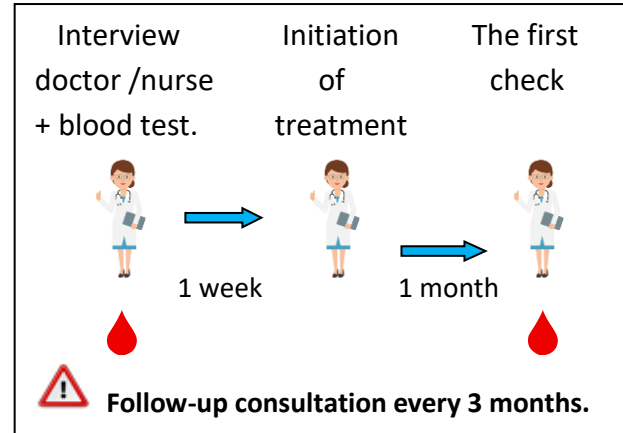 Interview
doctor /nurse
+ blood test.
Initiation
of
treatment
The first
check
1 week
1 month
Follow-up consultation every 3 months.